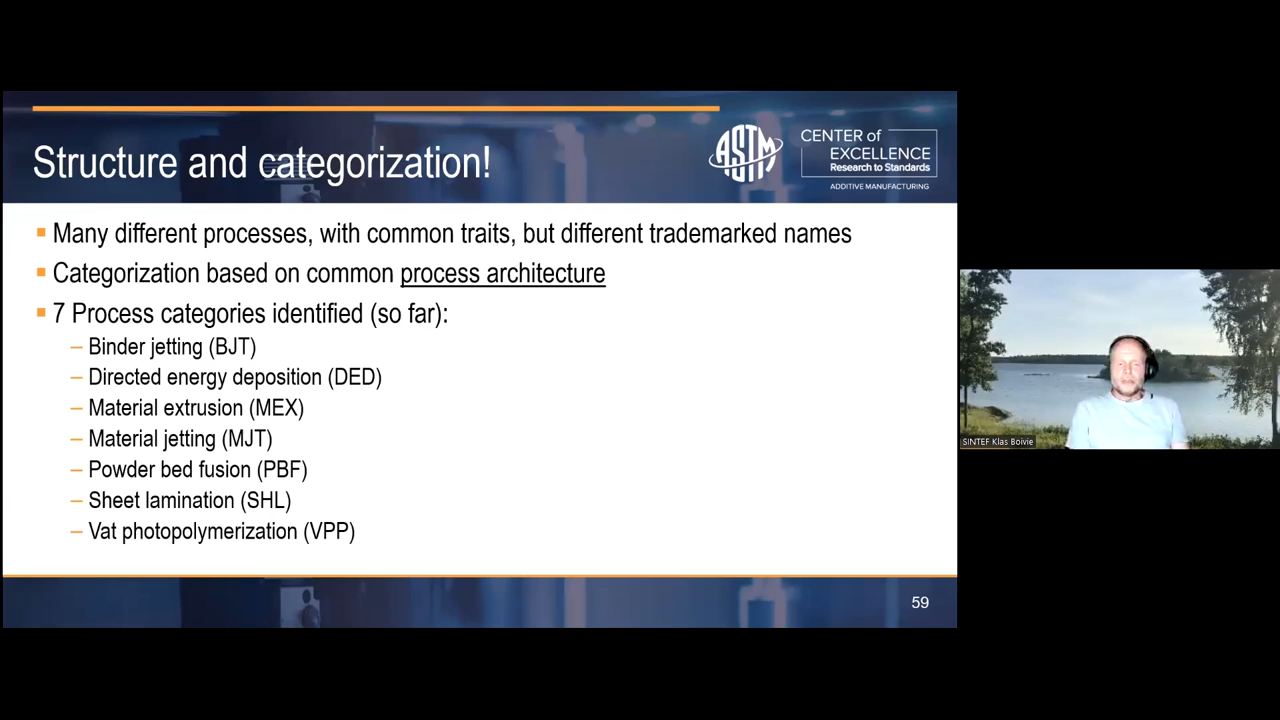 Structure and categorization!
ASTM
CENTER of
EXCELLENCE
Research to Standards
ADDITIVE MANUFACTURING
▪ Many different processes, with common traits, but different trademarked names
▪ Categorization based on common process architecture
▪ 7 Process categories identified (so far):
– Binder jetting (BJT)
– Directed energy deposition (DED)
– Material extrusion (MEX)
– Material jetting (MJT)
– Powder bed fusion (PBF)
– Sheet lamination (SHL)
– Vat photopolymerization (VPP)
59
SINTEF Klas Boivie